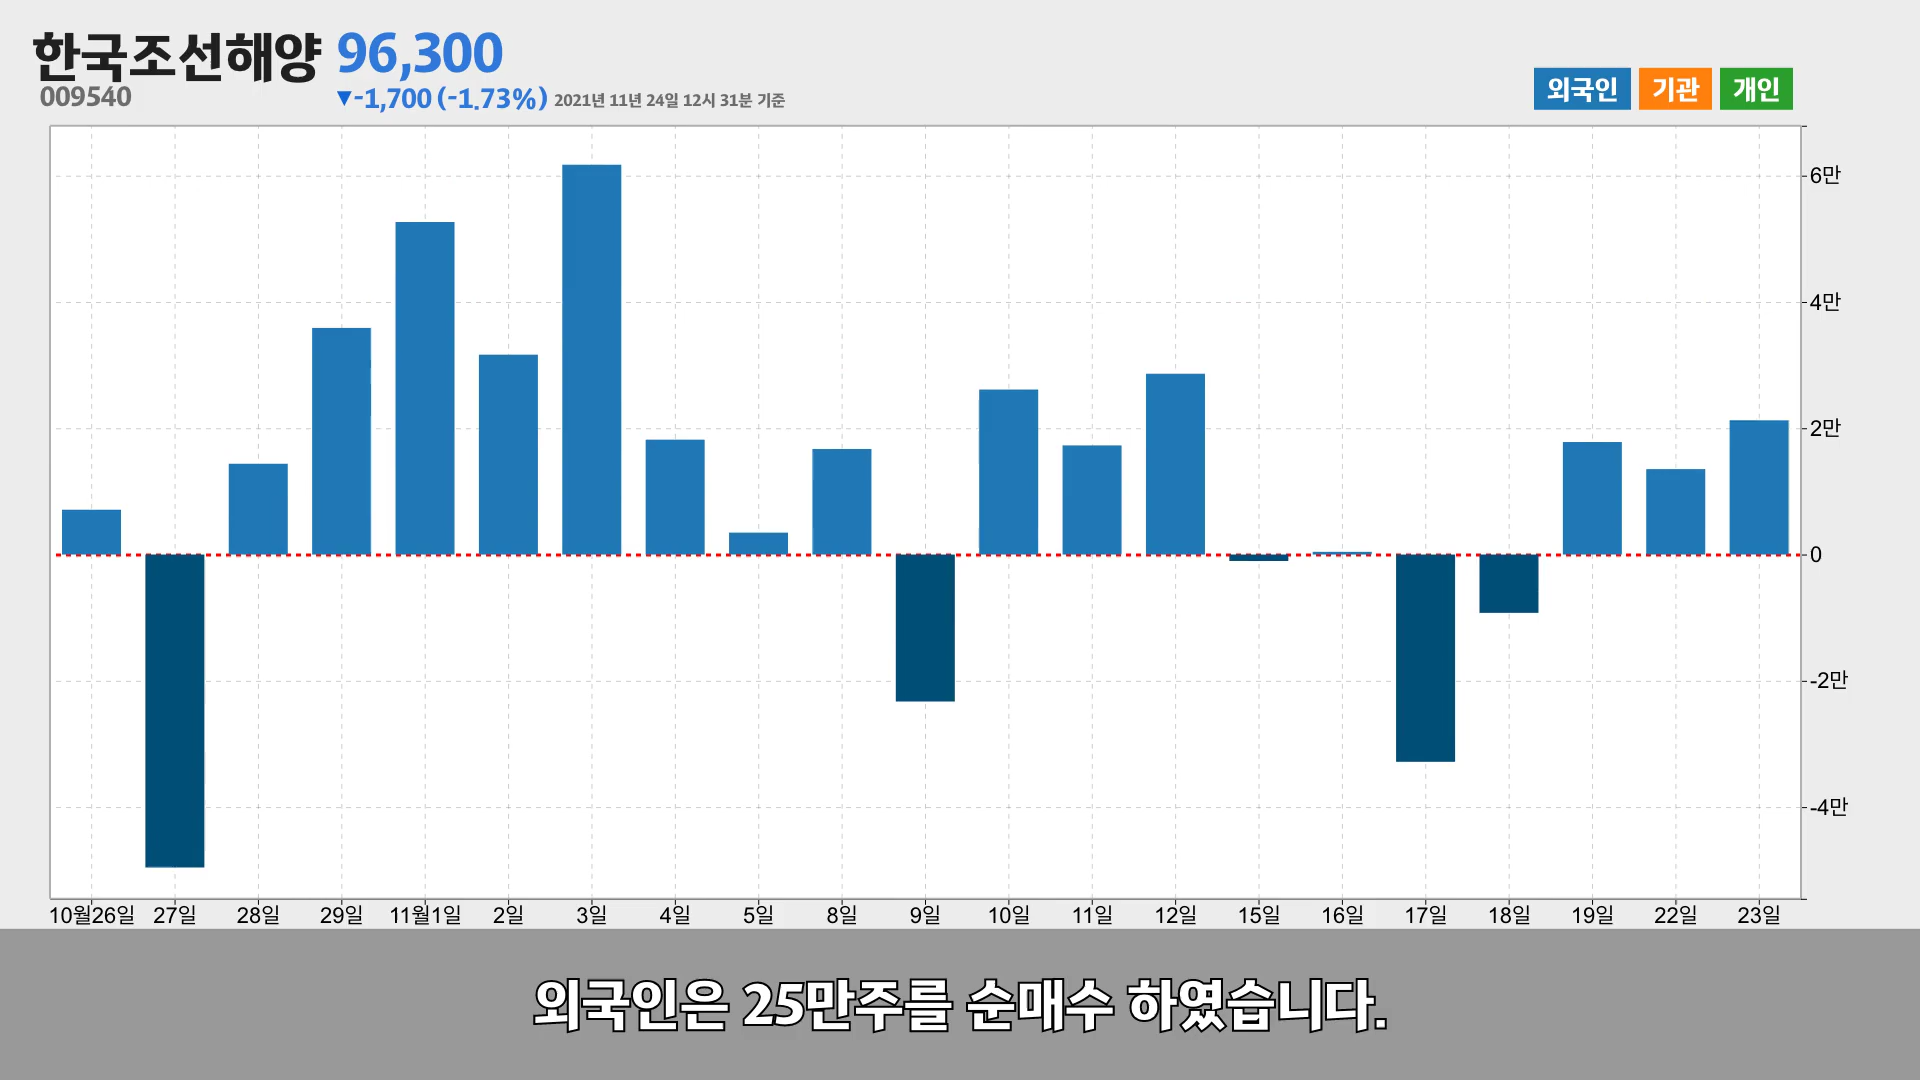 한국조선해양 96,300
009540
▼-1,700 (-1.73%) 2021년 11년 24일 12시 31분 기준
외국인 기관 개인
6만
4만
2만
0
-2만
-4만
10월26일 27일 28일 29일 11월1일 2일 3일 4일 5일 8일 9일 10일 11일 12일 15일 16일 17일 18일 19일 22일 23일
외국인은 25만주를 순매수 하였습니다.